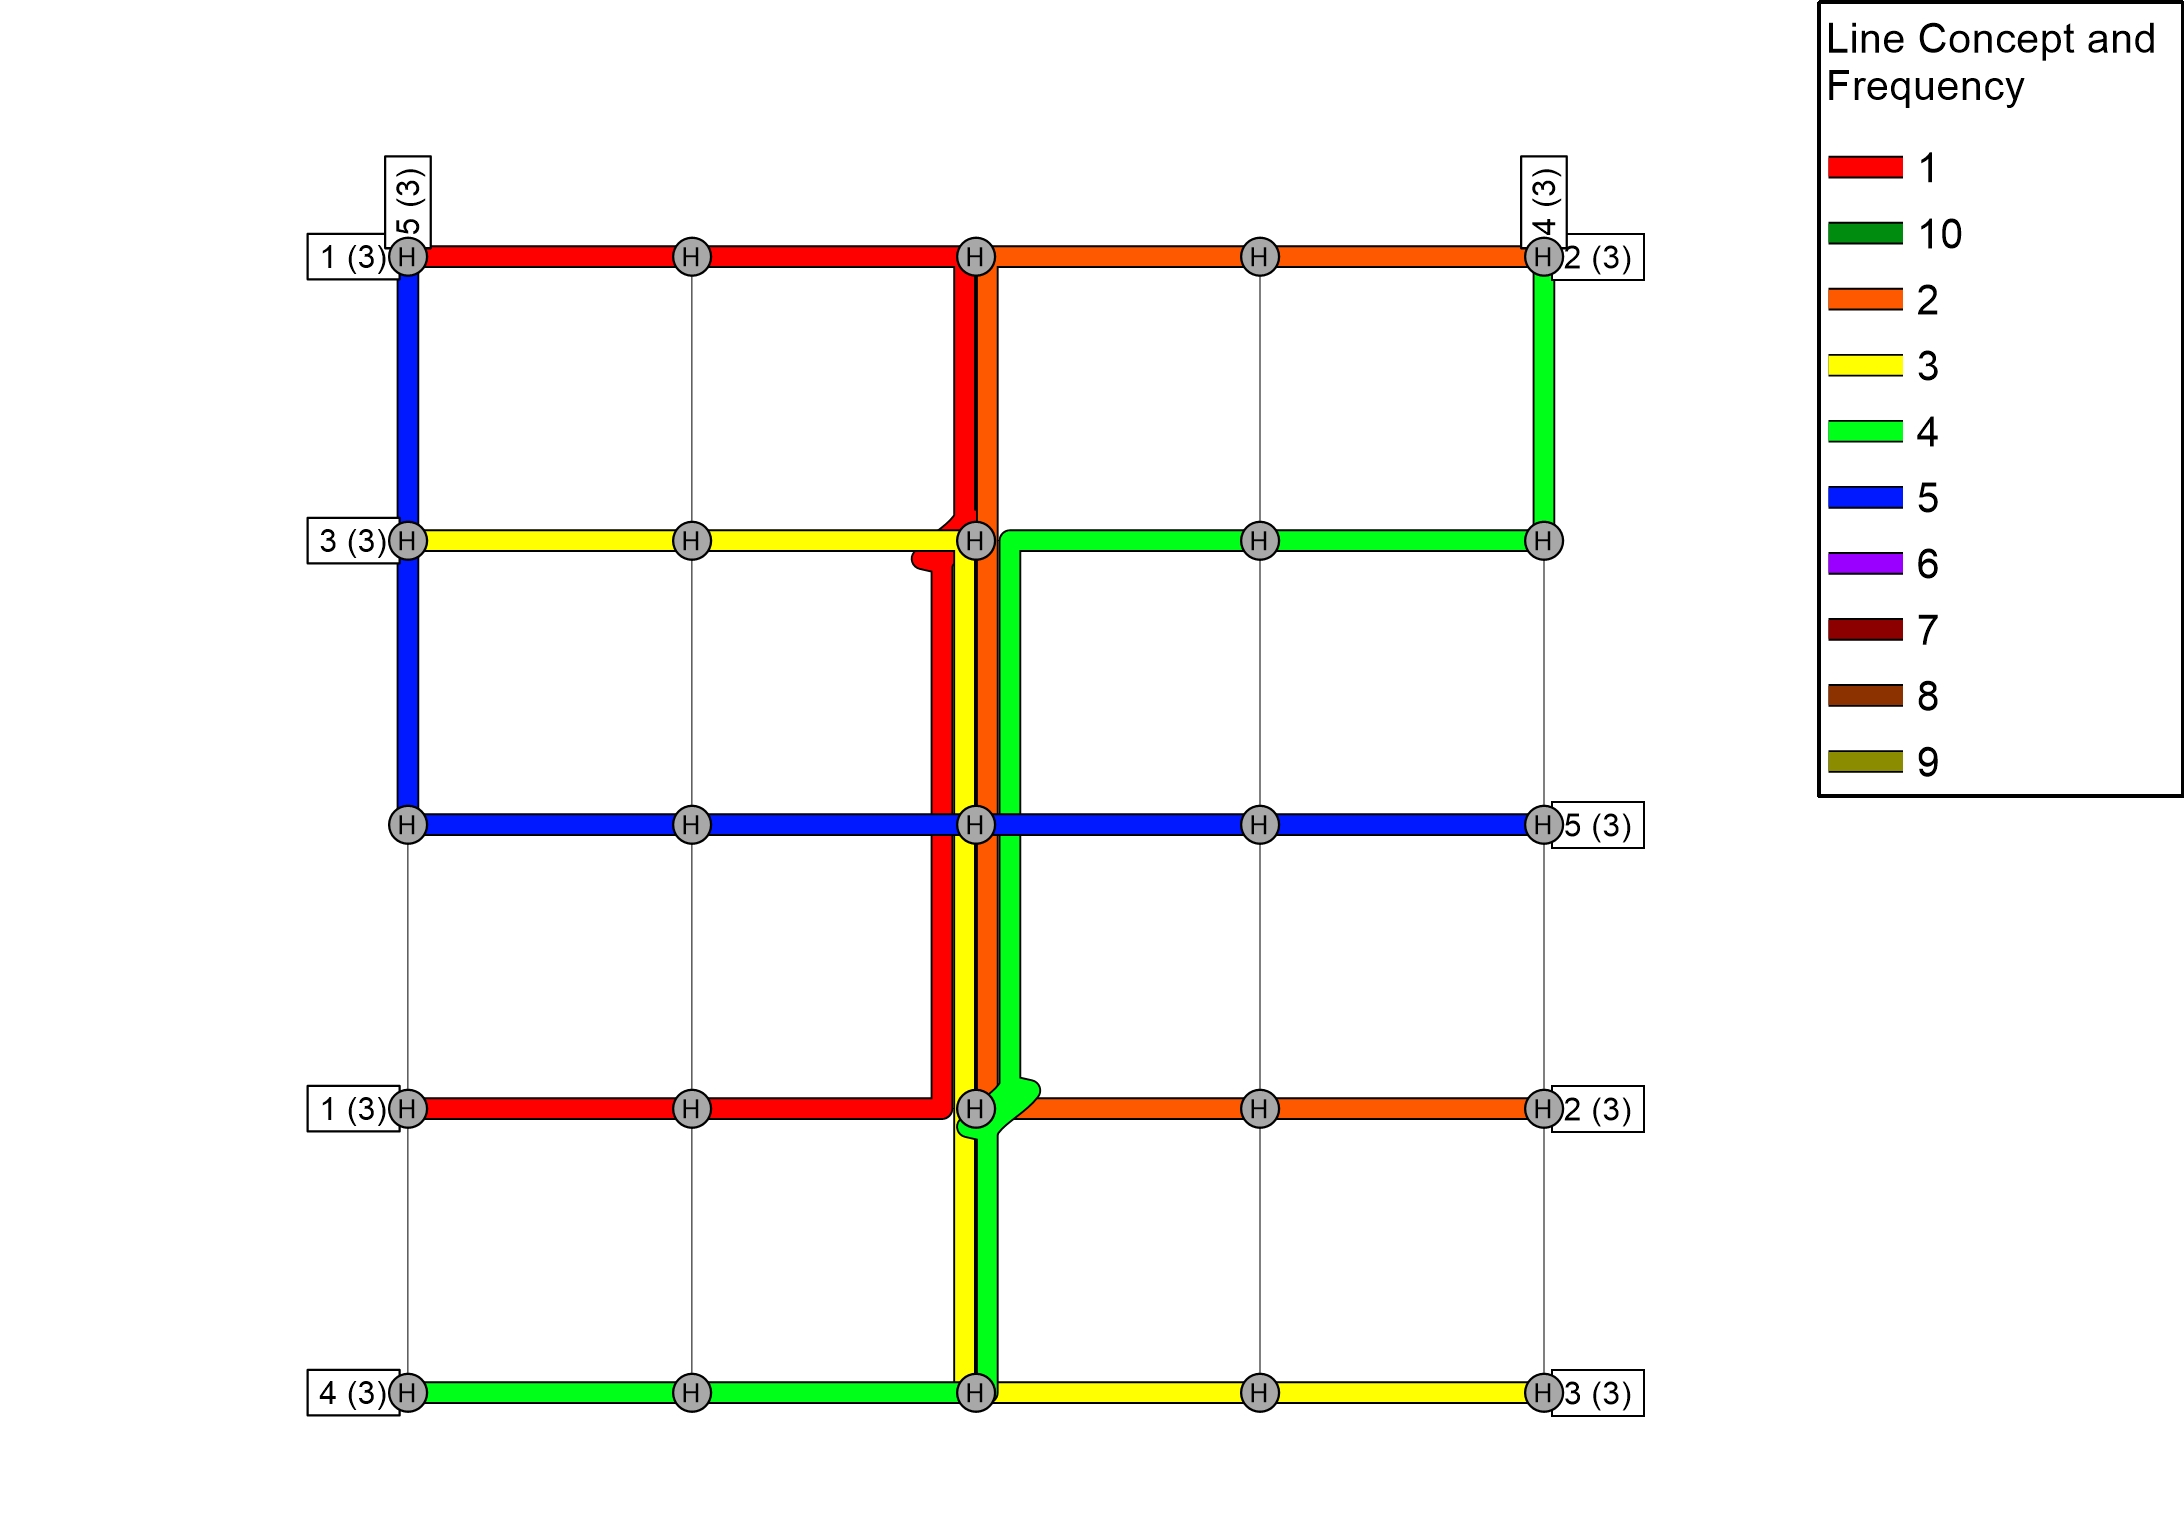 Line Concept and
Frequency
1
10
2
3
4
5
6
7
8
9
5 (3)
4 (3)
1 (3) H H H H H 2 (3)
3 (3) H H H H H
H H H H H 5 (3)
1 (3) H H H H H 2 (3)
4 (3) H H H H H 3 (3)